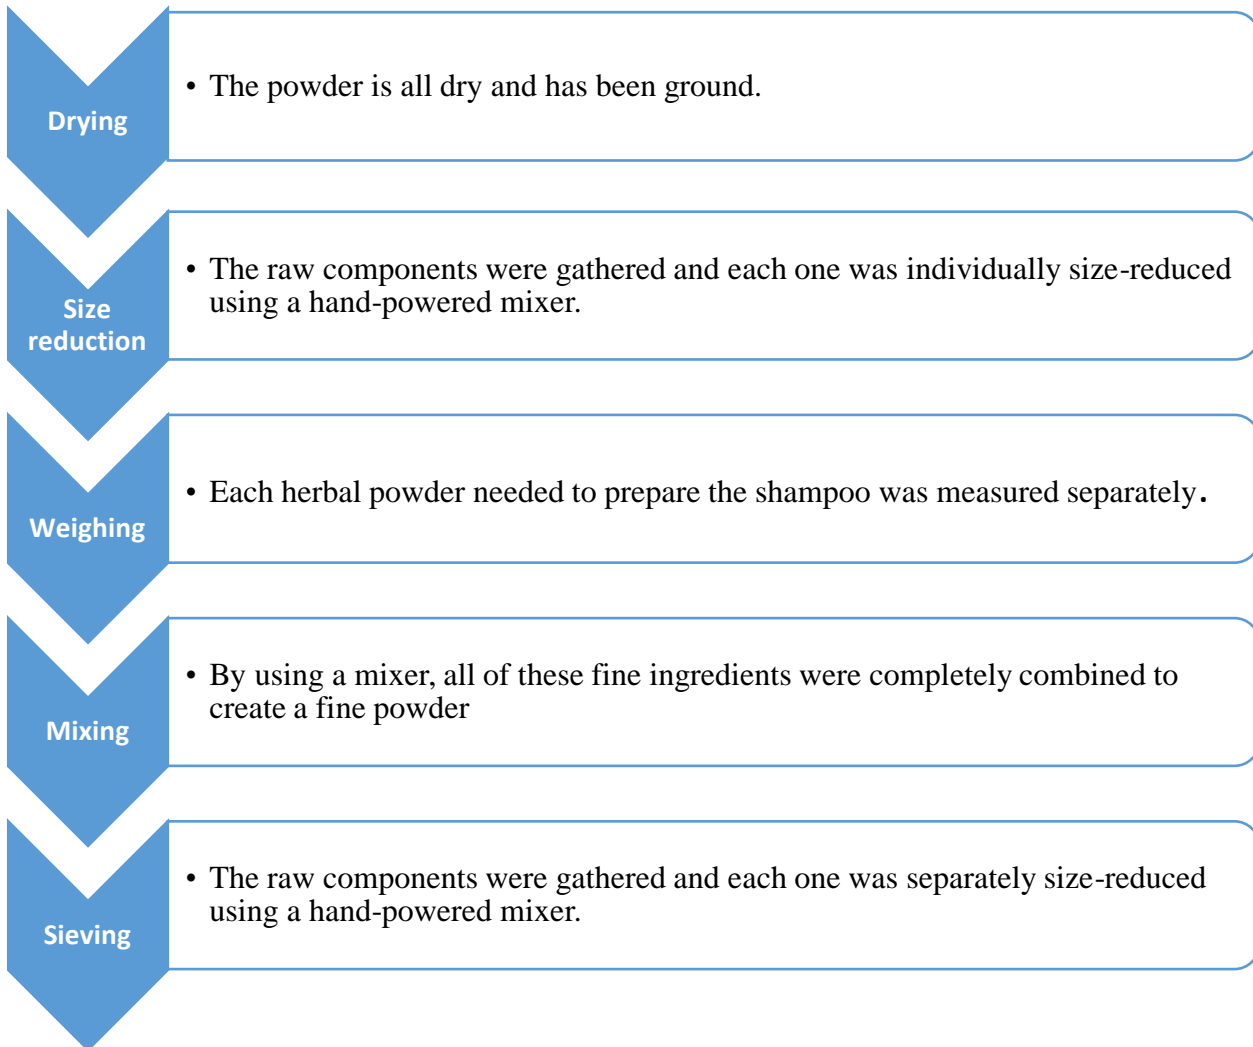 Drying
• The powder is all dry and has been ground.
Size
reduction
• The raw components were gathered and each one was individually size-reduced
using a hand-powered mixer.
Weighing
• Each herbal powder needed to prepare the shampoo was measured separately.
Mixing
• By using a mixer, all of these fine ingredients were completely combined to
create a fine powder
Sieving
• The raw components were gathered and each one was separately size-reduced
using a hand-powered mixer.